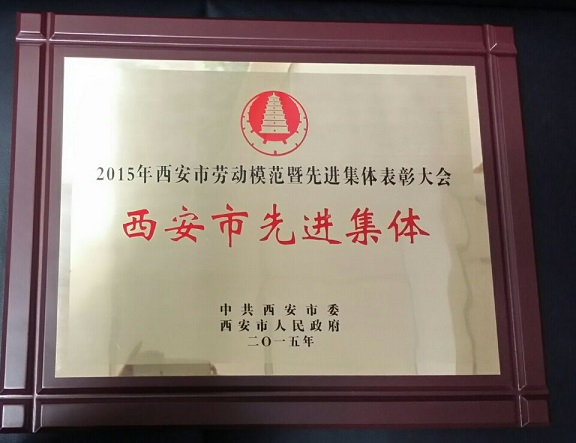 2015年西安市劳动模范暨先进集体表彰大会
西安市先进集体
中共西安市委
西安市人民政府
二〇一五年